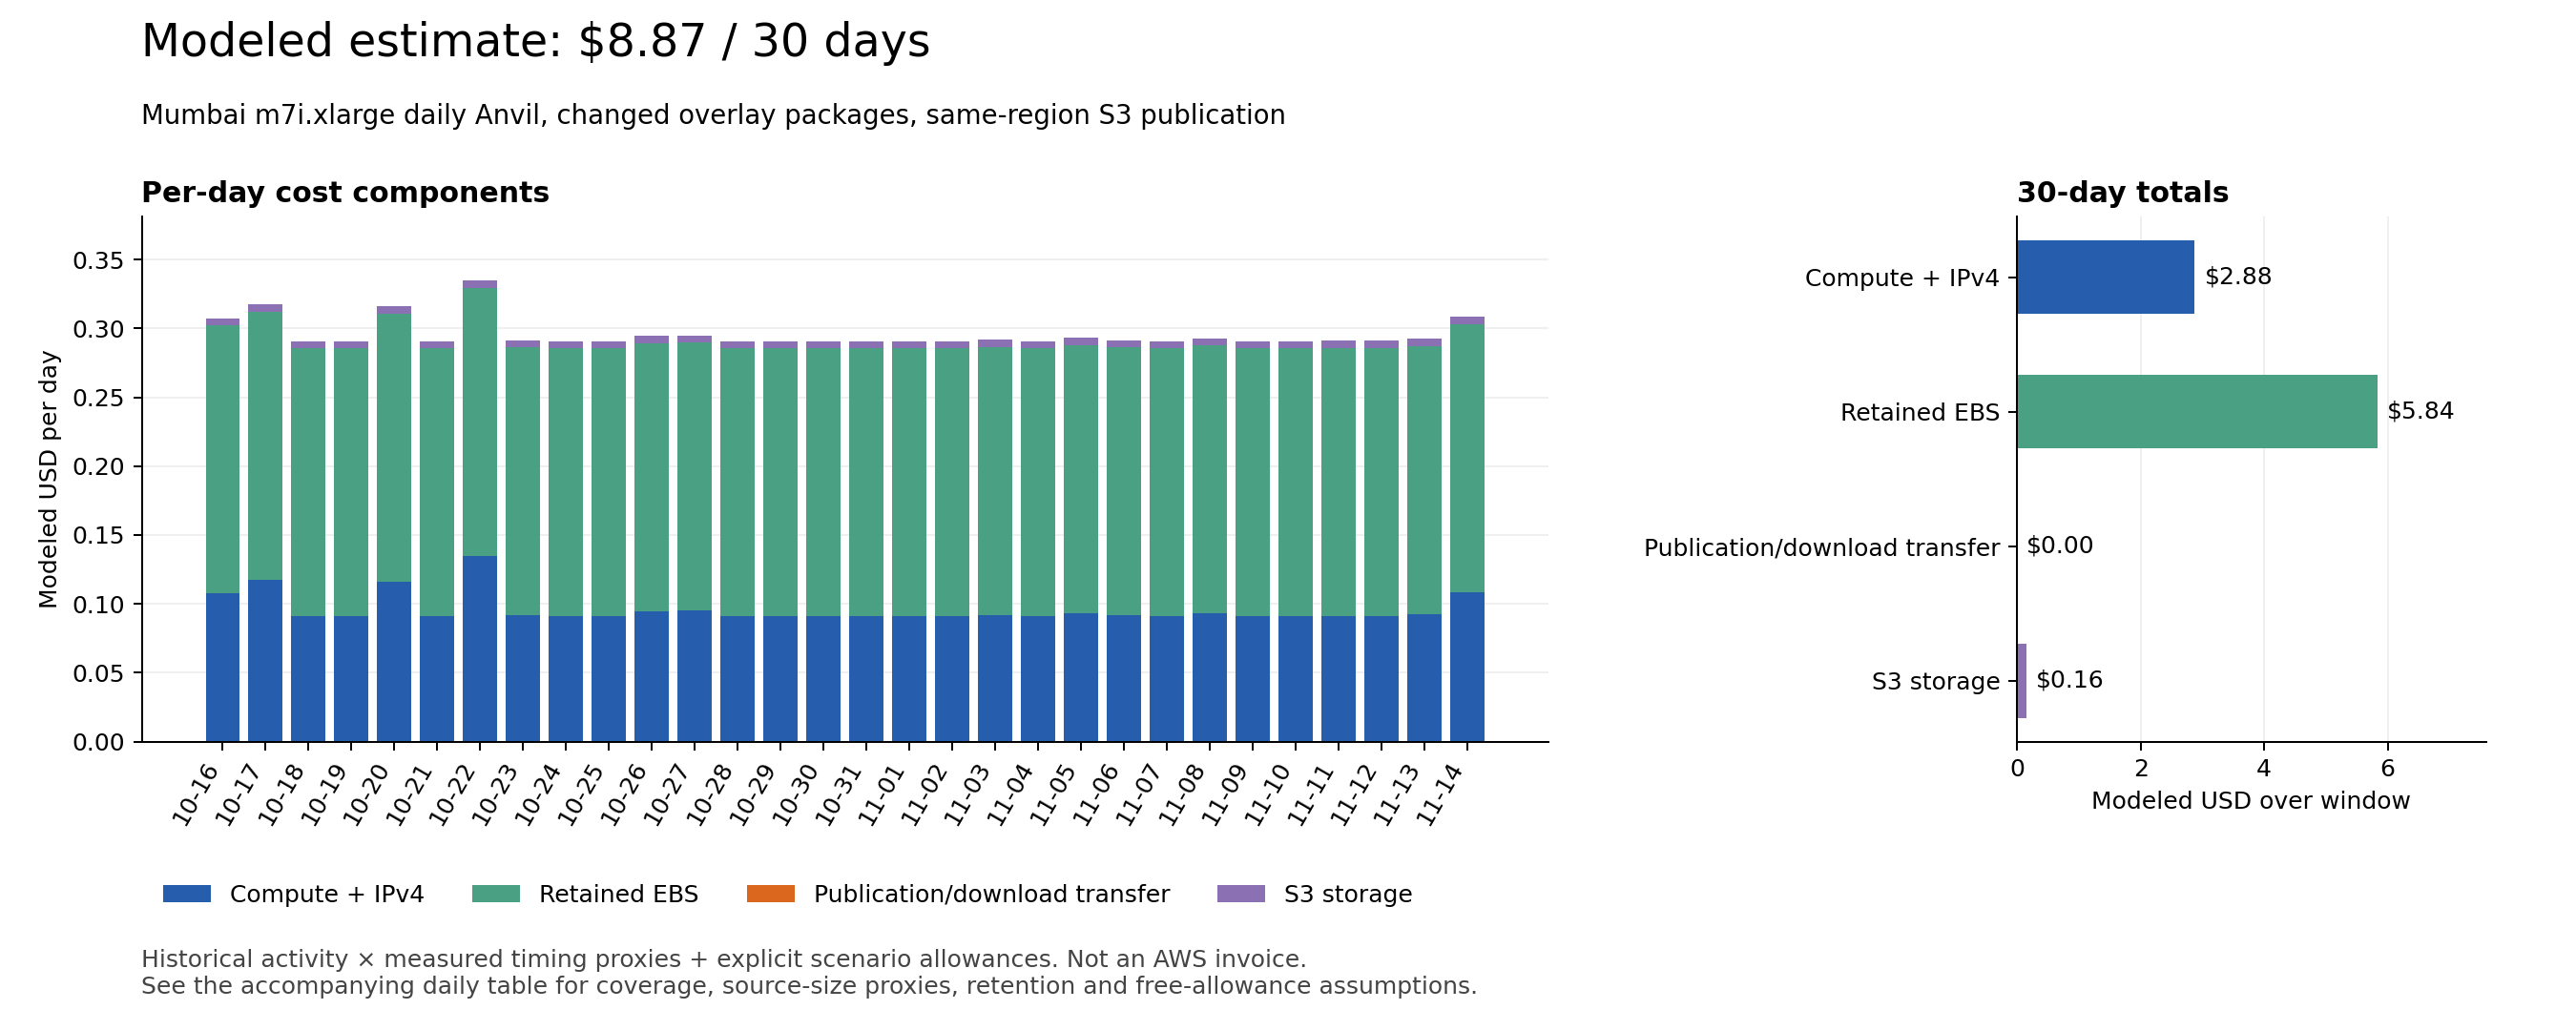 Modeled estimate: $8.87 / 30 days
Mumbai m7i.xlarge daily Anvil, changed overlay packages, same-region S3 publication
Per-day cost components
Modeled USD per day
0.35
0.30
0.25
0.20
0.15
0.10
0.05
0.00
10-16
10-17
10-18
10-19
10-20
10-21
10-22
10-23
10-24
10-25
10-26
10-27
10-28
10-29
10-30
10-31
11-01
11-02
11-03
11-04
11-05
11-06
11-07
11-08
11-09
11-10
11-11
11-12
11-13
11-14
30-day totals
Compute + IPv4 $2.88
Retained EBS $5.84
Publication/download transfer $0.00
S3 storage $0.16
0 2 4 6
Modeled USD over window
Compute + IPv4 Retained EBS Publication/download transfer S3 storage
Historical activity × measured timing proxies + explicit scenario allowances. Not an AWS invoice.
See the accompanying daily table for coverage, source-size proxies, retention and free-allowance assumptions.